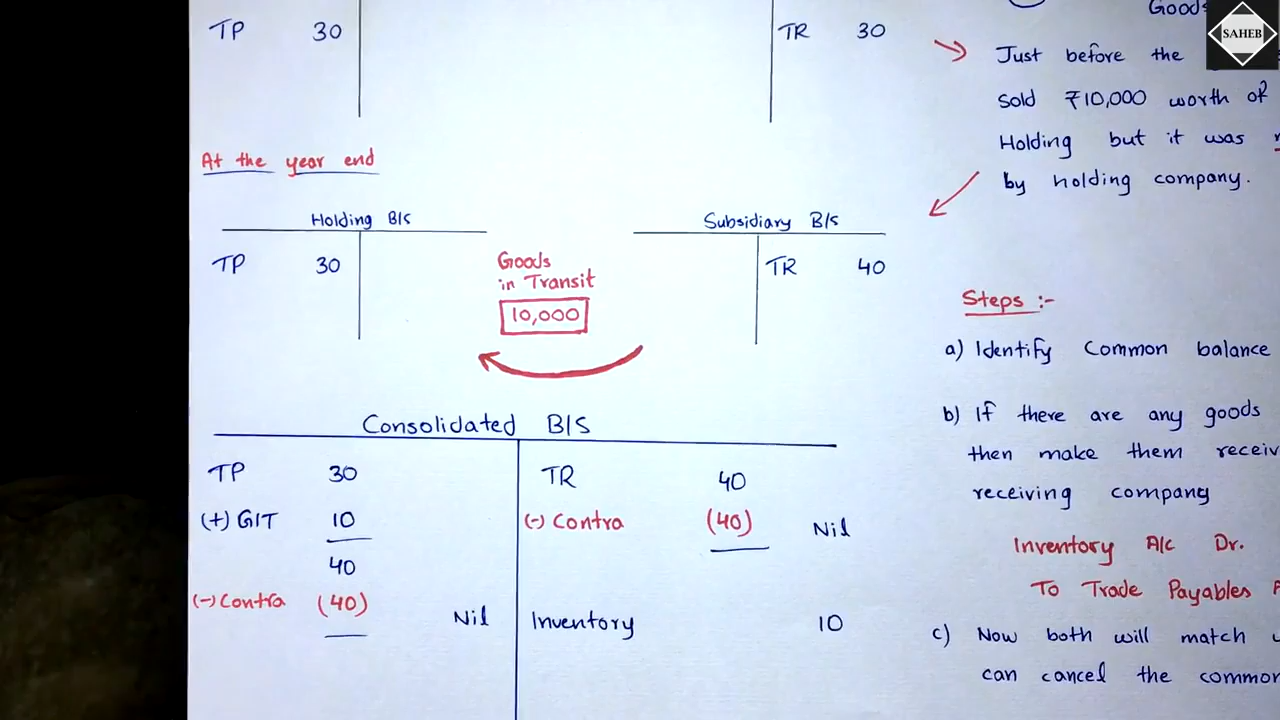 TP 30
TR 30
At the year end
Holding B/S
TP 30
Goods
in Transit
10,000
Subsidiary B/S
TR 40
Consolidated B/S
TP 30
(+) GIT 10
40
(-) Contra (40) Nil
TR 40
(-) Contra (40) Nil
Inventory 10
Goods
SAHEB
Just before the
sold ₹10,000 worth of
Holding but it was
by holding company.
Steps :-
a) Identify Common balance
b) If there are any goods
then make them
receiving company
Inventory A/c Dr.
To Trade Payables
c) Now both will match
can cancel the common